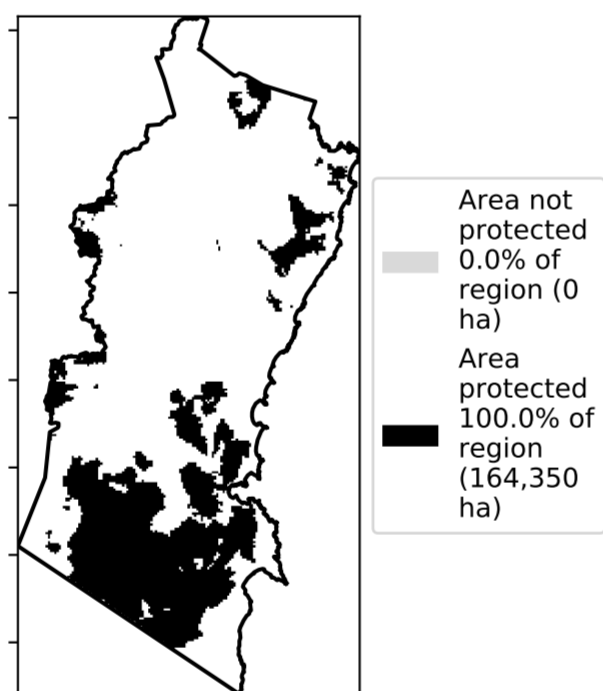 Area not
protected
0.0% of
region (0
ha)
Area
protected
100.0% of
region
(164,350
ha)